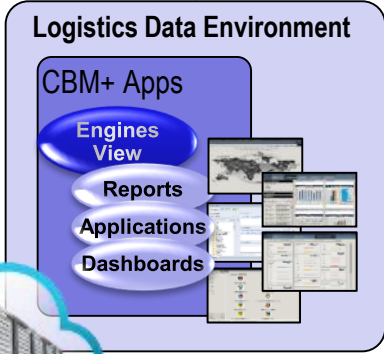 Logistics Data Environment
CBM+ Apps
Engines
View
Reports
Applications
Dashboards